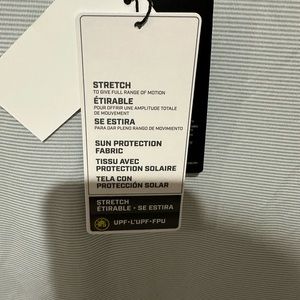 STRETCH
TO GIVE FULL RANGE OF MOTION
ÉTIRABLE
POUR OFFRIR UNE AMPLITUDE TOTALE
DE MOUVEMENT
SE ESTIRA
PARA DAR PLENO RANGO DE MOVIMIENTO
SUN PROTECTION
FABRIC
TISSU AVEC
PROTECTION SOLAIRE
TELA CON
PROTECCIÓN SOLAR
STRETCH
ÉTIRABLE • SE ESTIRA
UPF•L'UPF•FPU